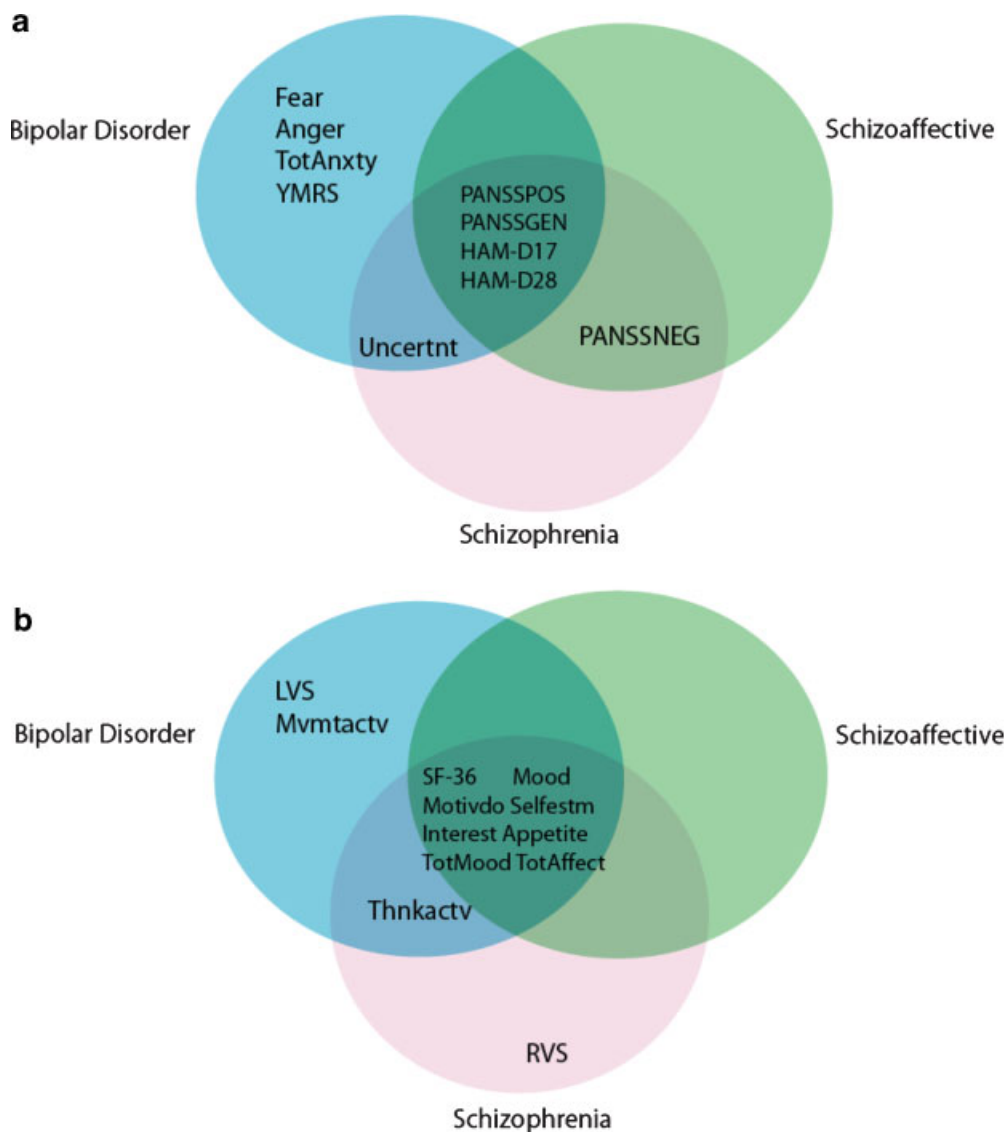 a
Bipolar Disorder
Fear
Anger
TotAnxty
YMRS
Schizoaffective
PANSSPOS
PANSSGEN
HAM-D17
HAM-D28
Uncertnt
PANSSNEG
Schizophrenia
b
Bipolar Disorder
LVS
Mvmtactv
Schizoaffective
SF-36 Mood
Motivdo Selfestm
Interest Appetite
TotMood TotAffect
Thnkactv
RVS
Schizophrenia